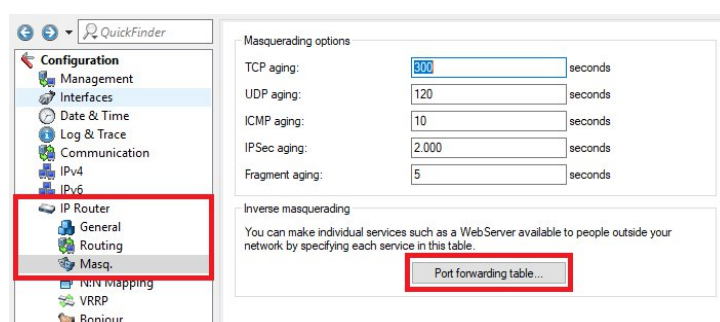 QuickFinder
Configuration
Management
Interfaces
Date & Time
Log & Trace
Communication
IPv4
IPv6
IP Router
General
Routing
Masq.
N:N Mapping
VRRP
Bonjour
Masquerading options
TCP aging: 300 seconds
UDP aging: 120 seconds
ICMP aging: 10 seconds
IPSec aging: 2.000 seconds
Fragment aging: 5 seconds
Inverse masquerading
You can make individual services such as a WebServer available to people outside your
network by specifying each service in this table.
Port forwarding table...